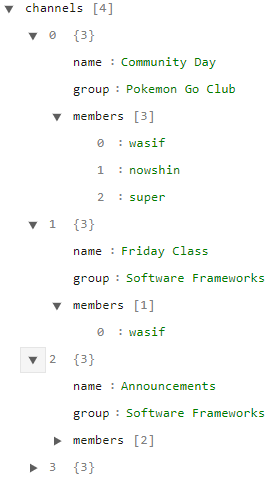 channels [4]
0 {3}
name : Community Day
group : Pokemon Go Club
members [3]
0 : wasif
1 : nowshin
2 : super
1 {3}
name : Friday Class
group : Software Frameworks
members [1]
0 : wasif
2 {3}
name : Announcements
group : Software Frameworks
members [2]
3 {3}